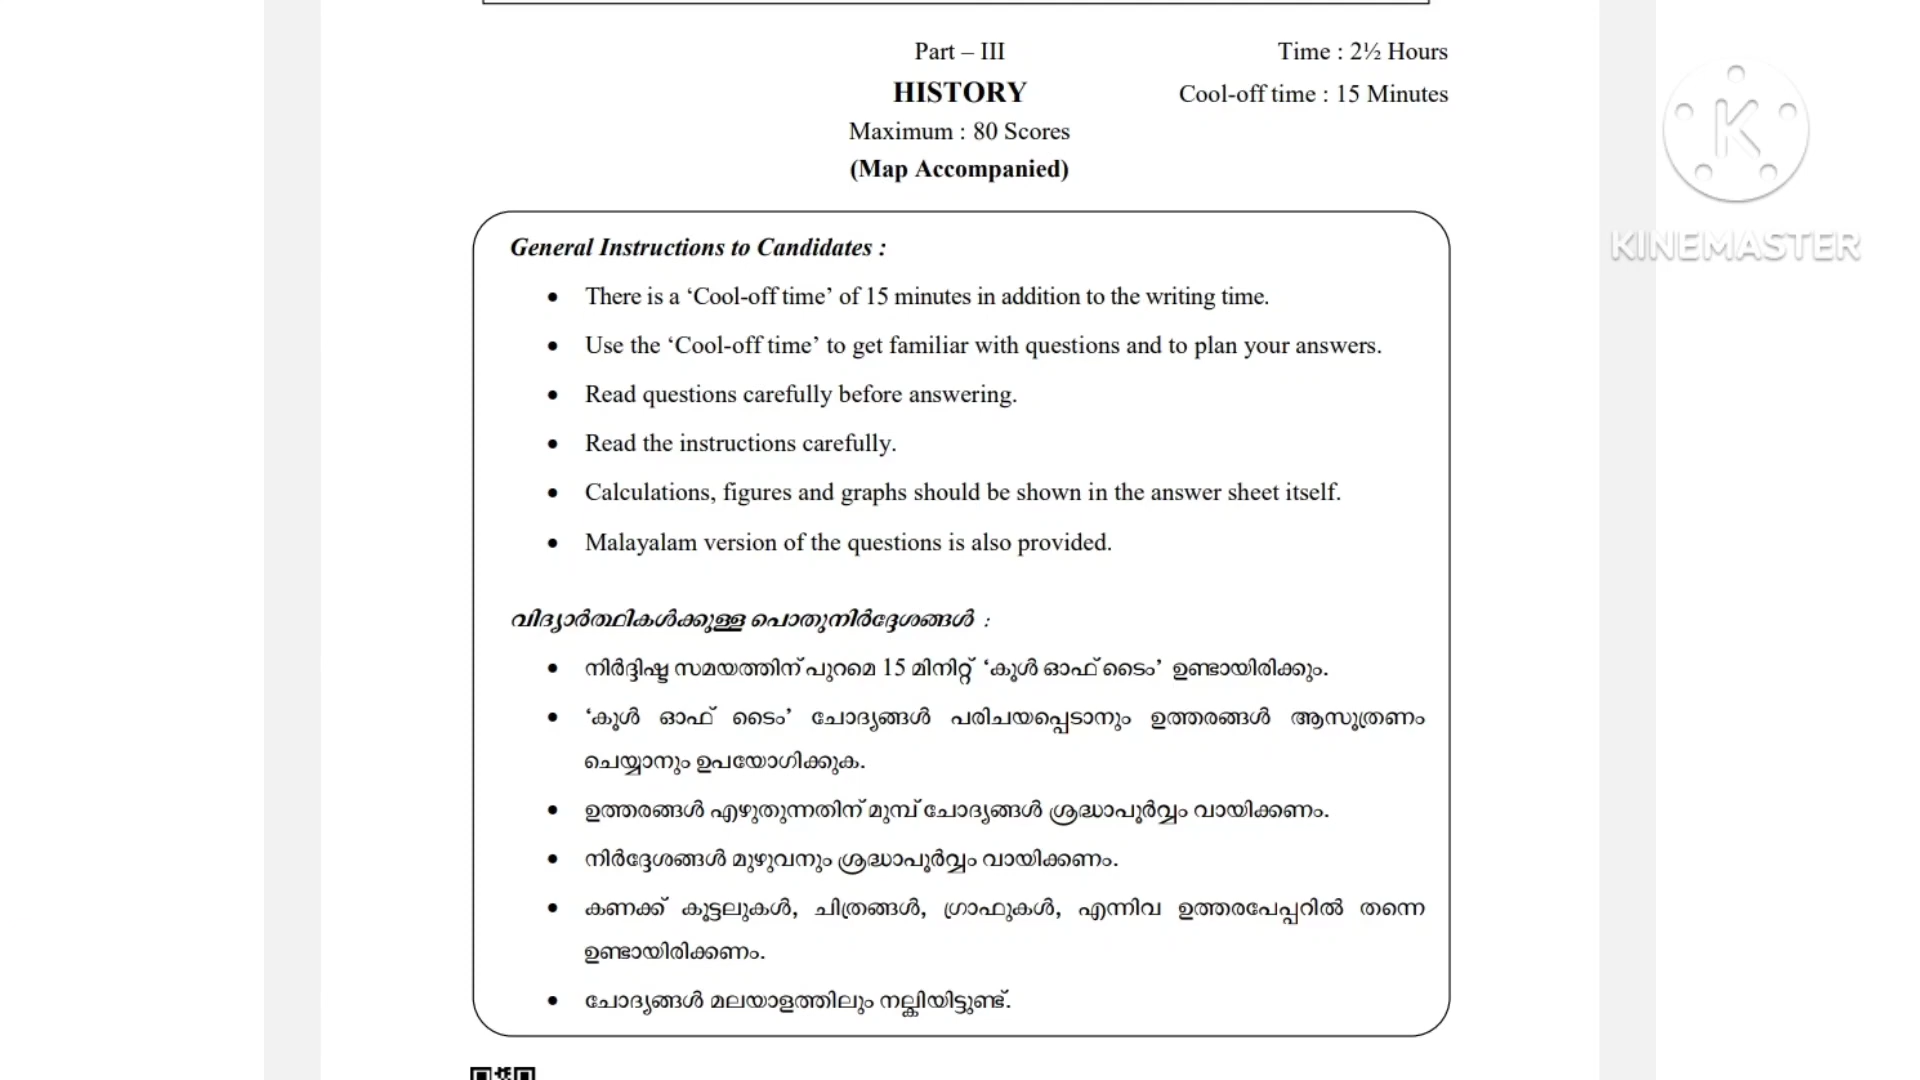 Part – III
Time : 2½ Hours
HISTORY
Cool-off time : 15 Minutes
Maximum : 80 Scores
(Map Accompanied)
General Instructions to Candidates :
• There is a ‘Cool-off time’ of 15 minutes in addition to the writing time.
• Use the ‘Cool-off time’ to get familiar with questions and to plan your answers.
• Read questions carefully before answering.
• Read the instructions carefully.
• Calculations, figures and graphs should be shown in the answer sheet itself.
• Malayalam version of the questions is also provided.
വിദ്യാർത്ഥികൾക്കുള്ള പൊതുനിർദ്ദേശങ്ങൾ :
• നിർദ്ദിഷ്ട സമയത്തിന് പുറമെ 15 മിനിറ്റ് ‘കൂൾ ഓഫ് ടൈം’ ഉണ്ടായിരിക്കും.
• ‘കൂൾ ഓഫ് ടൈം’ ചോദ്യങ്ങൾ പരിചയപ്പെടാനും ഉത്തരങ്ങൾ ആസൂത്രണം
ചെയ്യാനും ഉപയോഗിക്കുക.
• ഉത്തരങ്ങൾ എഴുതുന്നതിന് മുമ്പ് ചോദ്യങ്ങൾ ശ്രദ്ധാപൂർവ്വം വായിക്കണം.
• നിർദ്ദേശങ്ങൾ മുഴുവനും ശ്രദ്ധാപൂർവ്വം വായിക്കണം.
• കണക്ക് കൂട്ടലുകൾ, ചിത്രങ്ങൾ, ഗ്രാഫുകൾ, എന്നിവ ഉത്തരപേപ്പറിൽ തന്നെ
ഉണ്ടായിരിക്കണം.
• ചോദ്യങ്ങൾ മലയാളത്തിലും നല്കിയിട്ടുണ്ട്.
K
KINEMASTER